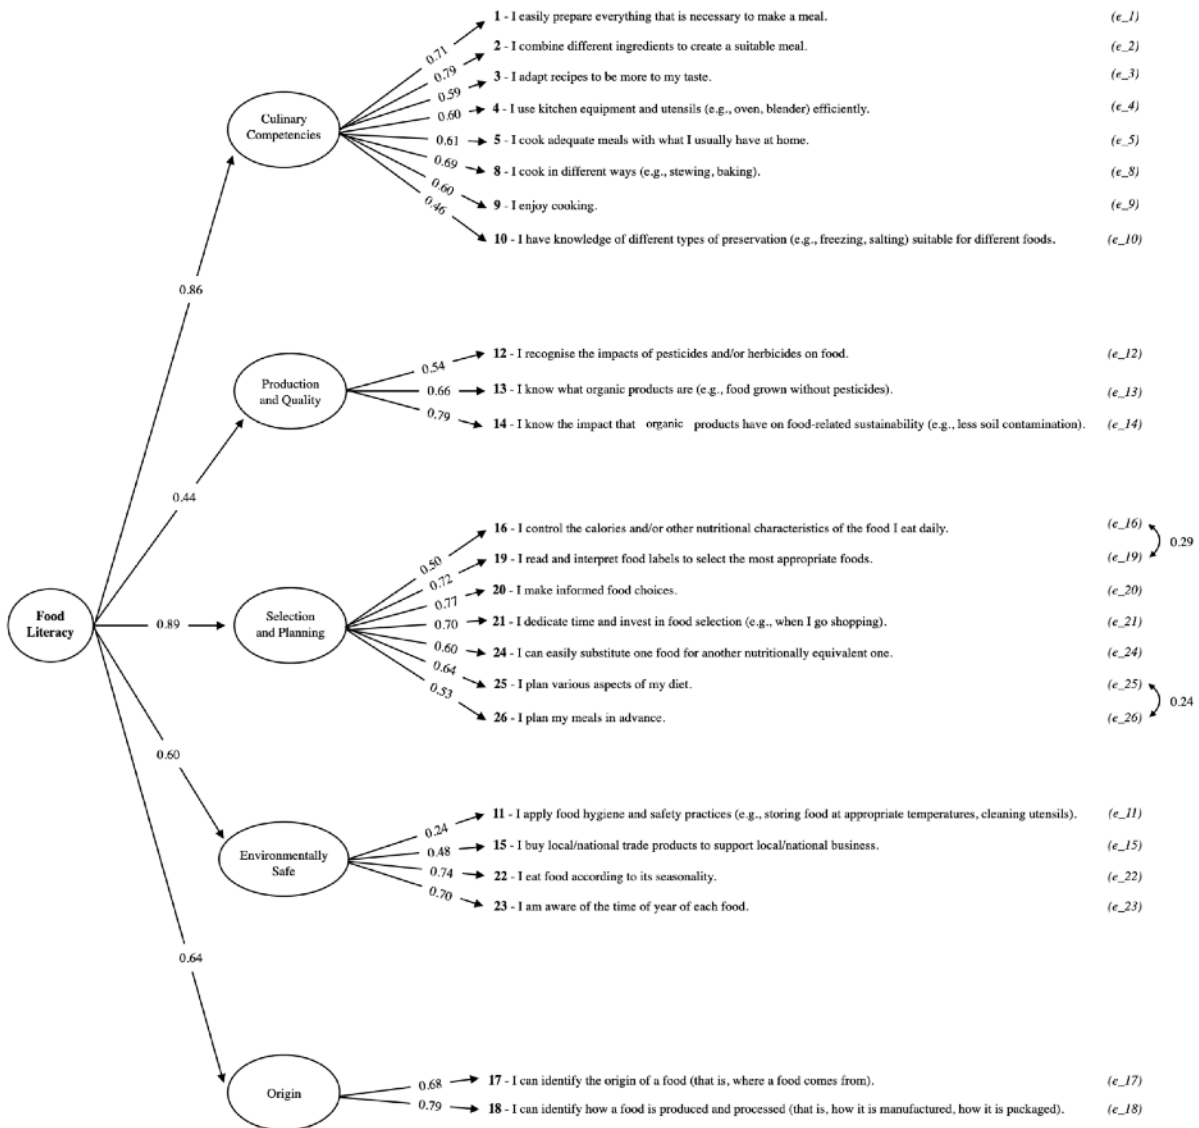 0.71 1 - I easily prepare everything that is necessary to make a meal. (e_1)
0.79 2 - I combine different ingredients to create a suitable meal. (e_2)
0.59 3 - I adapt recipes to be more to my taste. (e_3)
0.60 4 - I use kitchen equipment and utensils (e.g., oven, blender) efficiently. (e_4)
Culinary
Competencies
0.61 5 - I cook adequate meals with what I usually have at home. (e_5)
0.69 8 - I cook in different ways (e.g., stewing, baking). (e_8)
0.60 9 - I enjoy cooking. (e_9)
0.46 10 - I have knowledge of different types of preservation (e.g., freezing, salting) suitable for different foods. (e_10)
0.86
0.54 12 - I recognise the impacts of pesticides and/or herbicides on food. (e_12)
Production
and Quality
0.66 13 - I know what organic products are (e.g., food grown without pesticides). (e_13)
0.79 14 - I know the impact that organic products have on food-related sustainability (e.g., less soil contamination). (e_14)
0.44
0.50 16 - I control the calories and/or other nutritional characteristics of the food I eat daily. (e_16)
0.29
0.72 19 - I read and interpret food labels to select the most appropriate foods. (e_19)
0.77 20 - I make informed food choices. (e_20)
Food
Literacy
0.89
Selection
and Planning
0.70 21 - I dedicate time and invest in food selection (e.g., when I go shopping). (e_21)
0.60 24 - I can easily substitute one food for another nutritionally equivalent one. (e_24)
0.64 25 - I plan various aspects of my diet. (e_25)
0.24
0.53 26 - I plan my meals in advance. (e_26)
0.60
0.24 11 - I apply food hygiene and safety practices (e.g., storing food at appropriate temperatures, cleaning utensils). (e_11)
0.48 15 - I buy local/national trade products to support local/national business. (e_15)
Environmentally
Safe
0.74 22 - I eat food according to its seasonality. (e_22)
0.70 23 - I am aware of the time of year of each food. (e_23)
0.64
0.68 17 - I can identify the origin of a food (that is, where a food comes from). (e_17)
Origin
0.79 18 - I can identify how a food is produced and processed (that is, how it is manufactured, how it is packaged). (e_18)